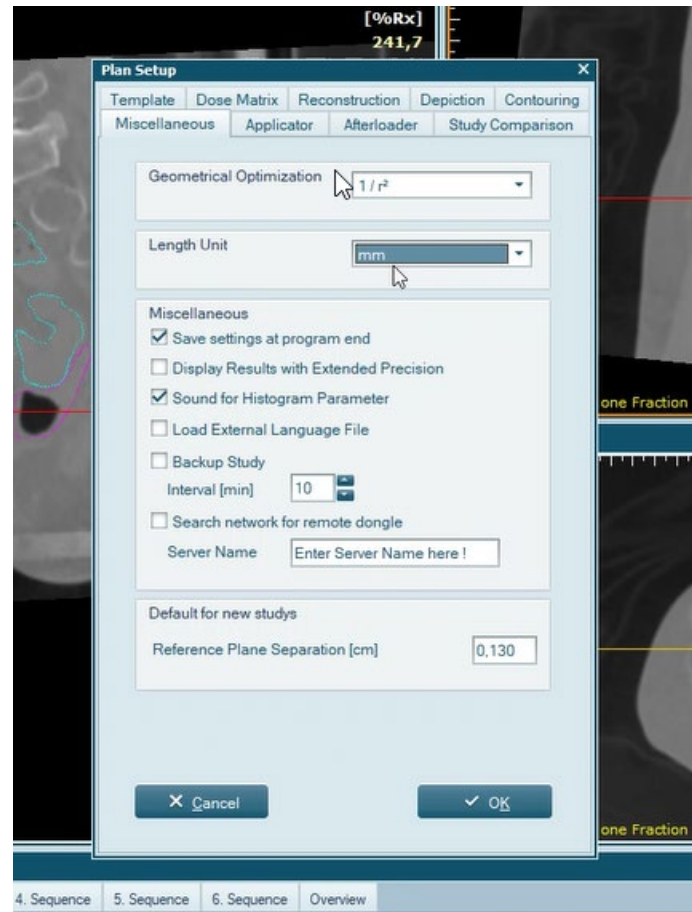 [%Rx]
241,7
Plan Setup
Template Dose Matrix Reconstruction Depiction Contouring
Miscellaneous Applicator Afterloader Study Comparison
Geometrical Optimization 1 / r²
Length Unit mm
Miscellaneous
Save settings at program end
Display Results with Extended Precision
Sound for Histogram Parameter
Load External Language File
Backup Study
Interval [min] 10
Search network for remote dongle
Server Name Enter Server Name here !
Default for new studys
Reference Plane Separation [cm] 0,130
Cancel OK
one Fraction
one Fraction
4. Sequence 5. Sequence 6. Sequence Overview